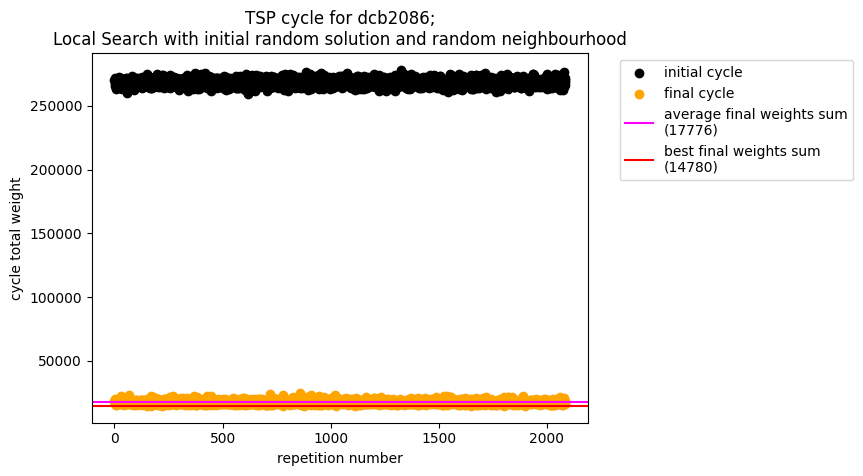 TSP cycle for dcb2086;
Local Search with initial random solution and random neighbourhood
initial cycle
final cycle
average final weights sum
(17776)
best final weights sum
(14780)
cycle total weight
250000
200000
150000
100000
50000
0
500
1000
1500
2000
repetition number